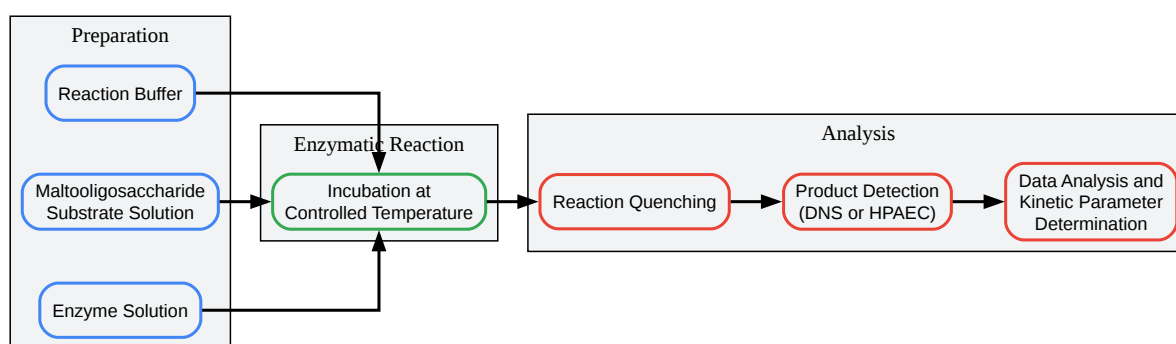 Preparation
Reaction Buffer
Maltooligosaccharide
Substrate Solution
Enzyme Solution
Enzymatic Reaction
Incubation at
Controlled Temperature
Analysis
Reaction Quenching
Product Detection
(DNS or HPAEC)
Data Analysis and
Kinetic Parameter
Determination